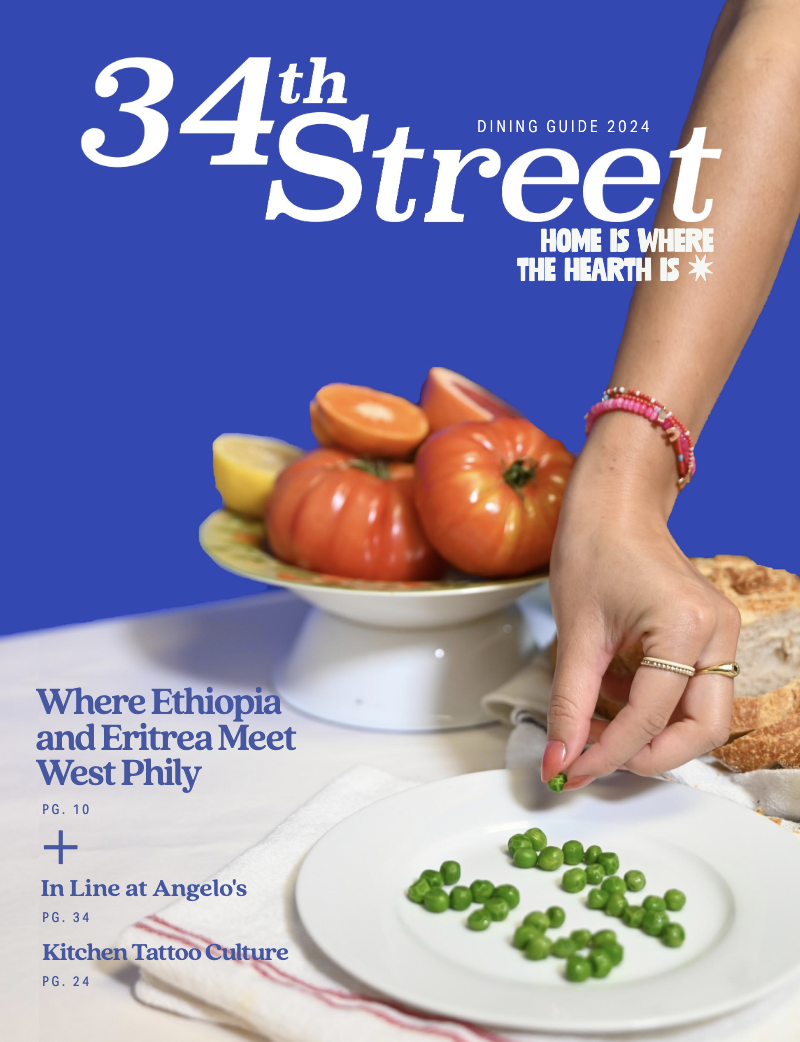 34th
Street
DINING GUIDE 2024
HOME IS WHERE
THE HEARTH IS
Where Ethiopia
and Eritrea Meet
West Phily
PG. 10
+
In Line at Angelo's
PG. 34
Kitchen Tattoo Culture
PG. 24